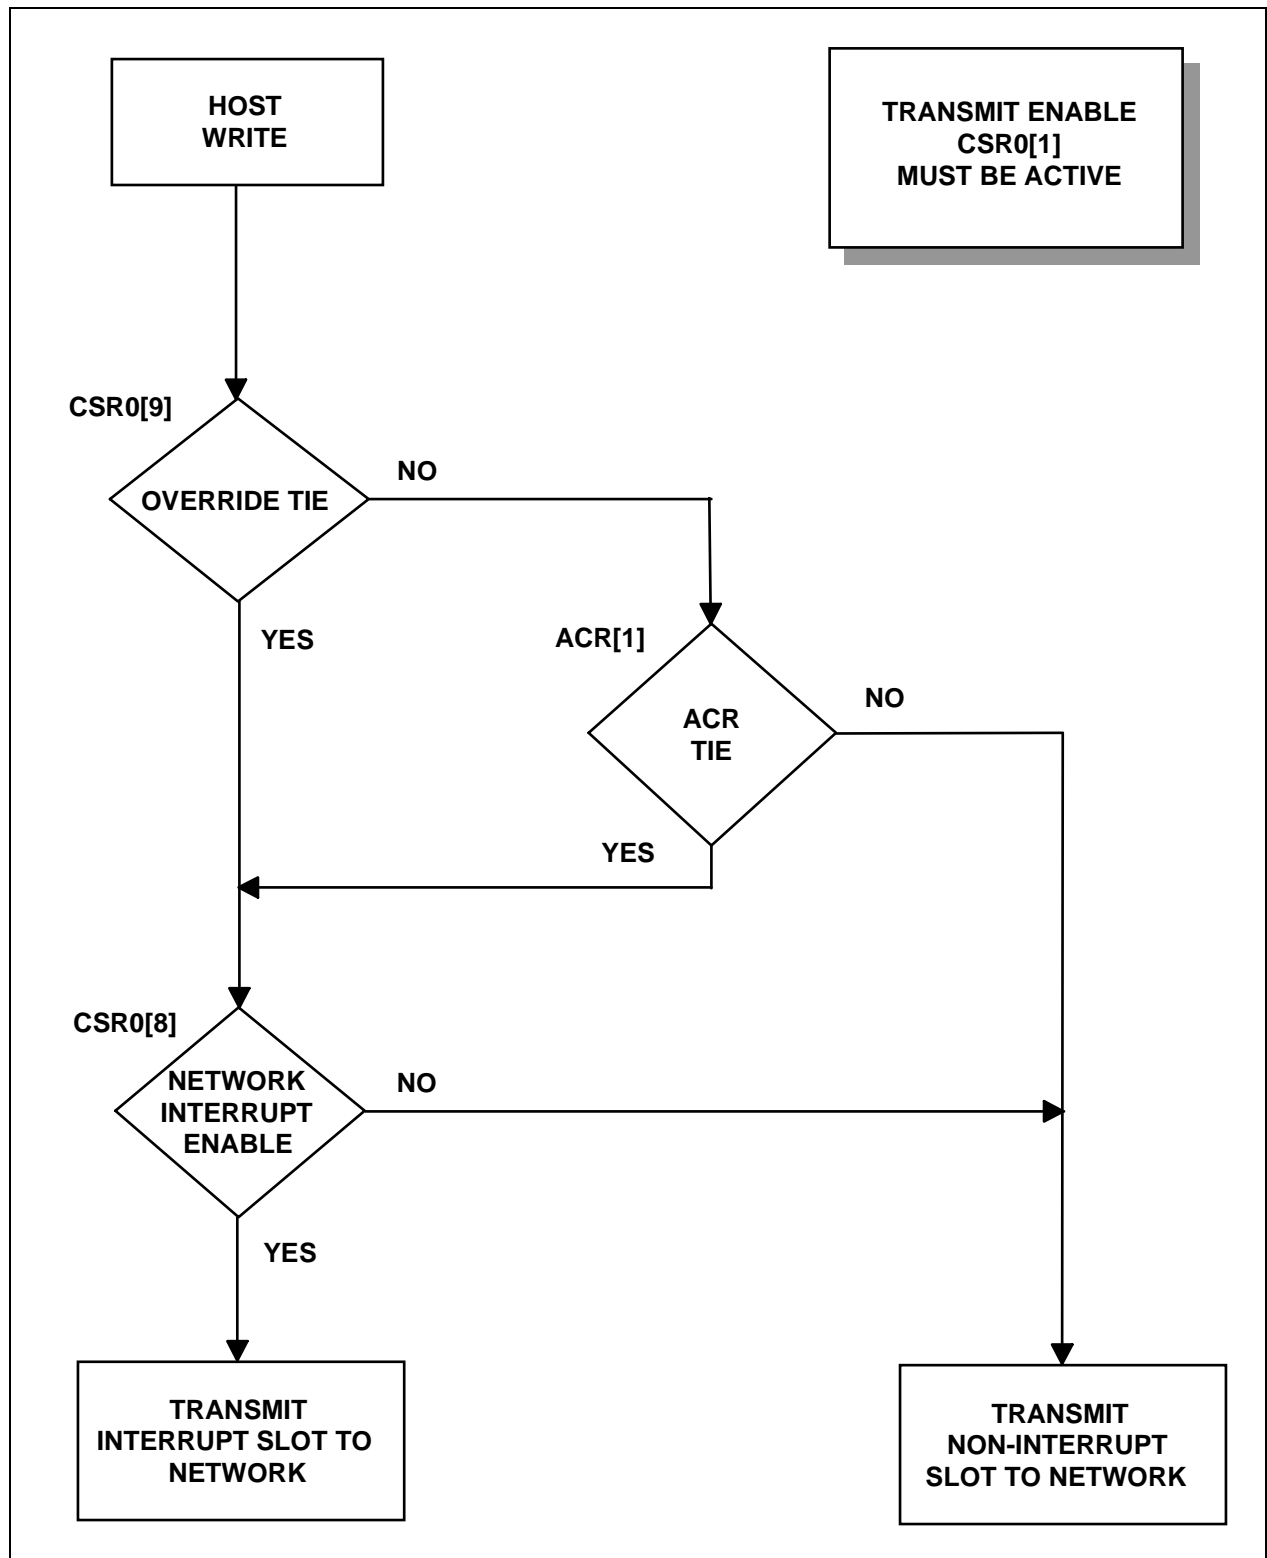 HOST
WRITE
TRANSMIT ENABLE
CSR0[1]
MUST BE ACTIVE
CSR0[9]
OVERRIDE TIE
NO
YES
ACR[1]
ACR
TIE
NO
YES
CSR0[8]
NETWORK
INTERRUPT
ENABLE
NO
YES
TRANSMIT
INTERRUPT SLOT TO
NETWORK
TRANSMIT
NON-INTERRUPT
SLOT TO NETWORK